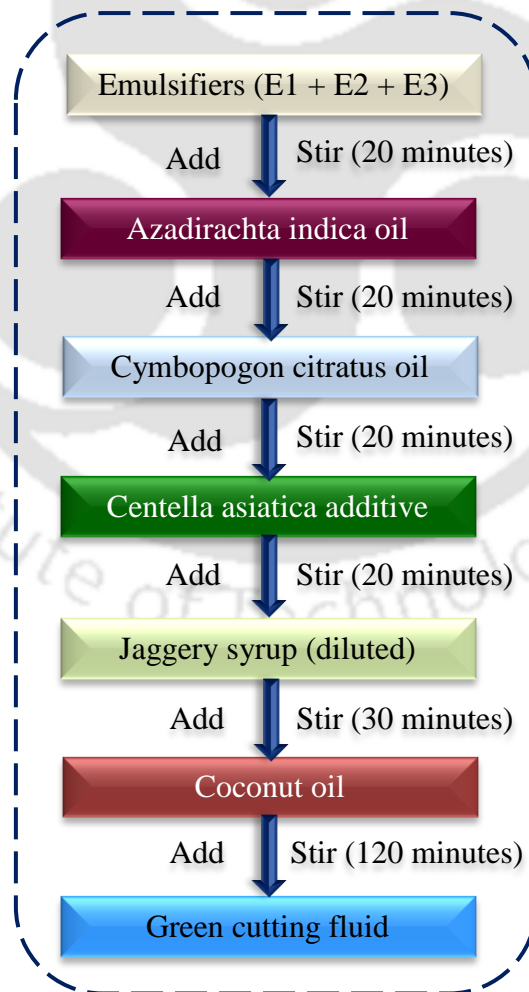 Emulsifiers (E1 + E2 + E3)
Add Stir (20 minutes)
Azadirachta indica oil
Add Stir (20 minutes)
Cymbopogon citratus oil
Add Stir (20 minutes)
Centella asiatica additive
Add Stir (20 minutes)
Jaggery syrup (diluted)
Add Stir (30 minutes)
Coconut oil
Add Stir (120 minutes)
Green cutting fluid